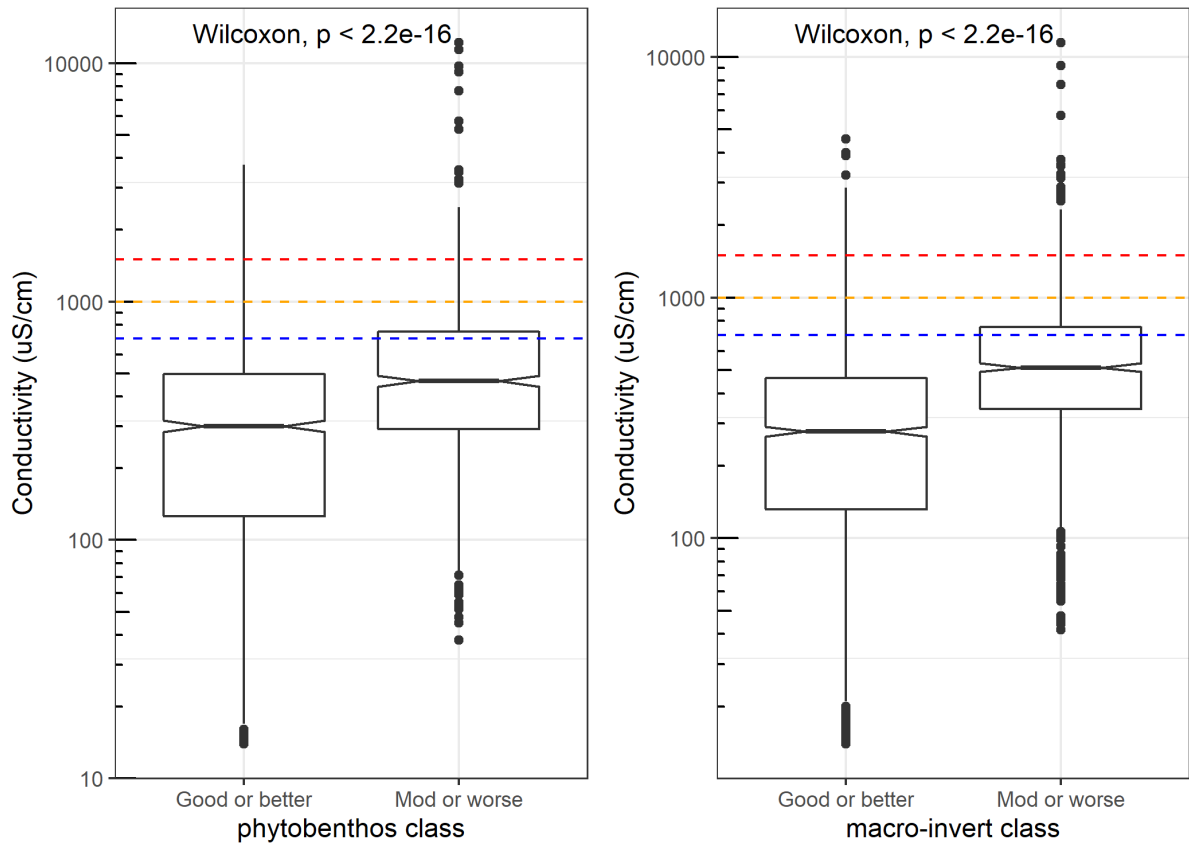 Wilcoxon, p < 2.2e-16
10000
1000
100
10
Conductivity (uS/cm)
Good or better
Mod or worse
phytobenthos class
Wilcoxon, p < 2.2e-16
10000
1000
100
Conductivity (uS/cm)
Good or better
Mod or worse
macro-invert class